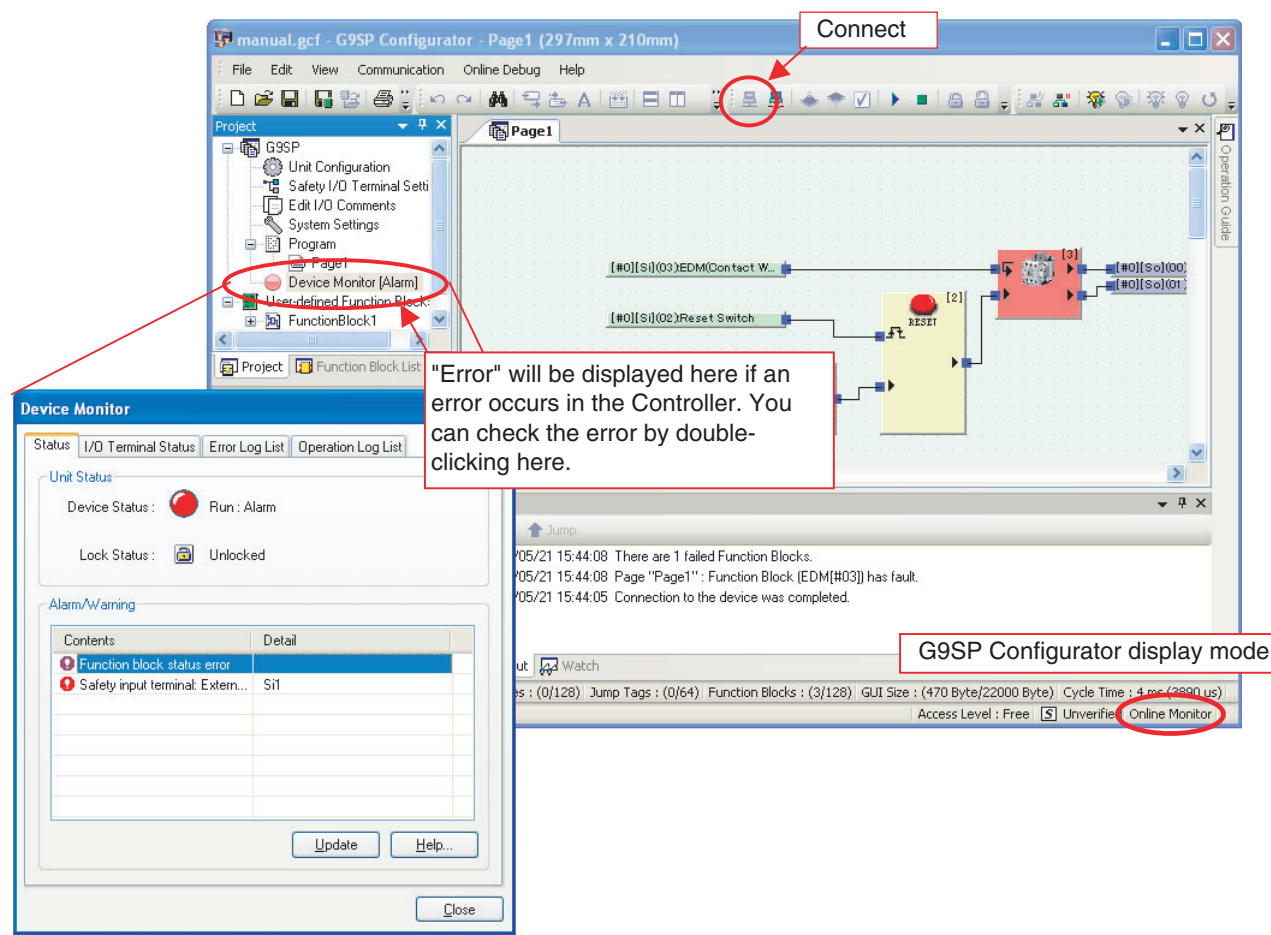 Connect
manual.gcf - G9SP Configurator - Page1 (297mm x 210mm)
File Edit View Communication Online Debug Help
Project
Page1
G9SP
Unit Configuration
Safety I/O Terminal Setti
Edit I/O Comments
System Settings
Program
Page1
Device Monitor [Alarm]
User-defined Function Block
FunctionBlock1
Project Function Block List
Operation Guide
[#0][Si](03):EDM(Contact W...
[3]
[#0][So](00)
[#0][So](01)
[2]
RESET
[#0][Si](02):Reset Switch
"Error" will be displayed here if an
error occurs in the Controller. You
can check the error by double-
clicking here.
Device Monitor
Status I/O Terminal Status Error Log List Operation Log List
Unit Status
Device Status : Run : Alarm
Lock Status : Unlocked
Alarm/Warning
Contents Detail
Function block status error
Safety input terminal: Extern... Si1
Update Help...
Close
Jump
/05/21 15:44:08 There are 1 failed Function Blocks.
/05/21 15:44:08 Page "Page1" : Function Block (EDM[#03]) has fault.
/05/21 15:44:05 Connection to the device was completed.
G9SP Configurator display mode
ut Watch
es : (0/128) Jump Tags : (0/64) Function Blocks : (3/128) GUI Size : (470 Byte/22000 Byte) Cycle Time : 4 ms (3890 us)
Access Level : Free S Unverifie Online Monitor